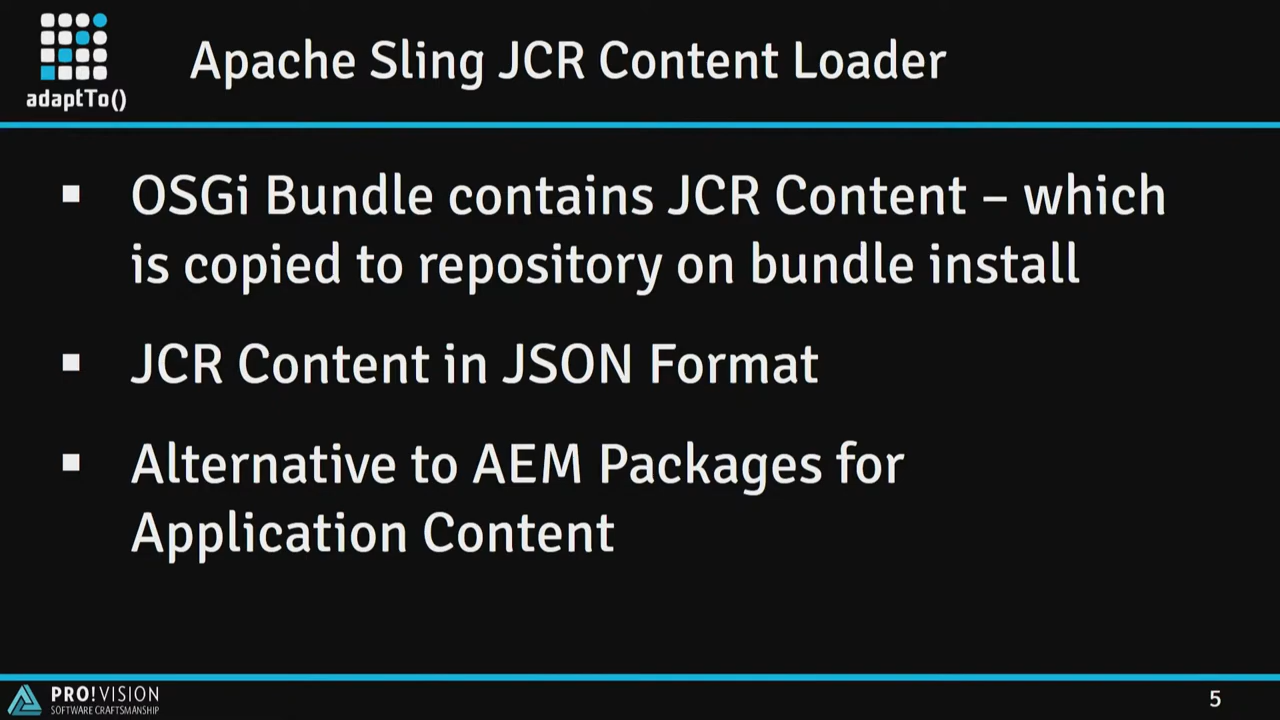 adaptTo()
Apache Sling JCR Content Loader
▪ OSGi Bundle contains JCR Content – which
is copied to repository on bundle install
▪ JCR Content in JSON Format
▪ Alternative to AEM Packages for
Application Content
PRO!VISION
SOFTWARE CRAFTSMANSHIP
5